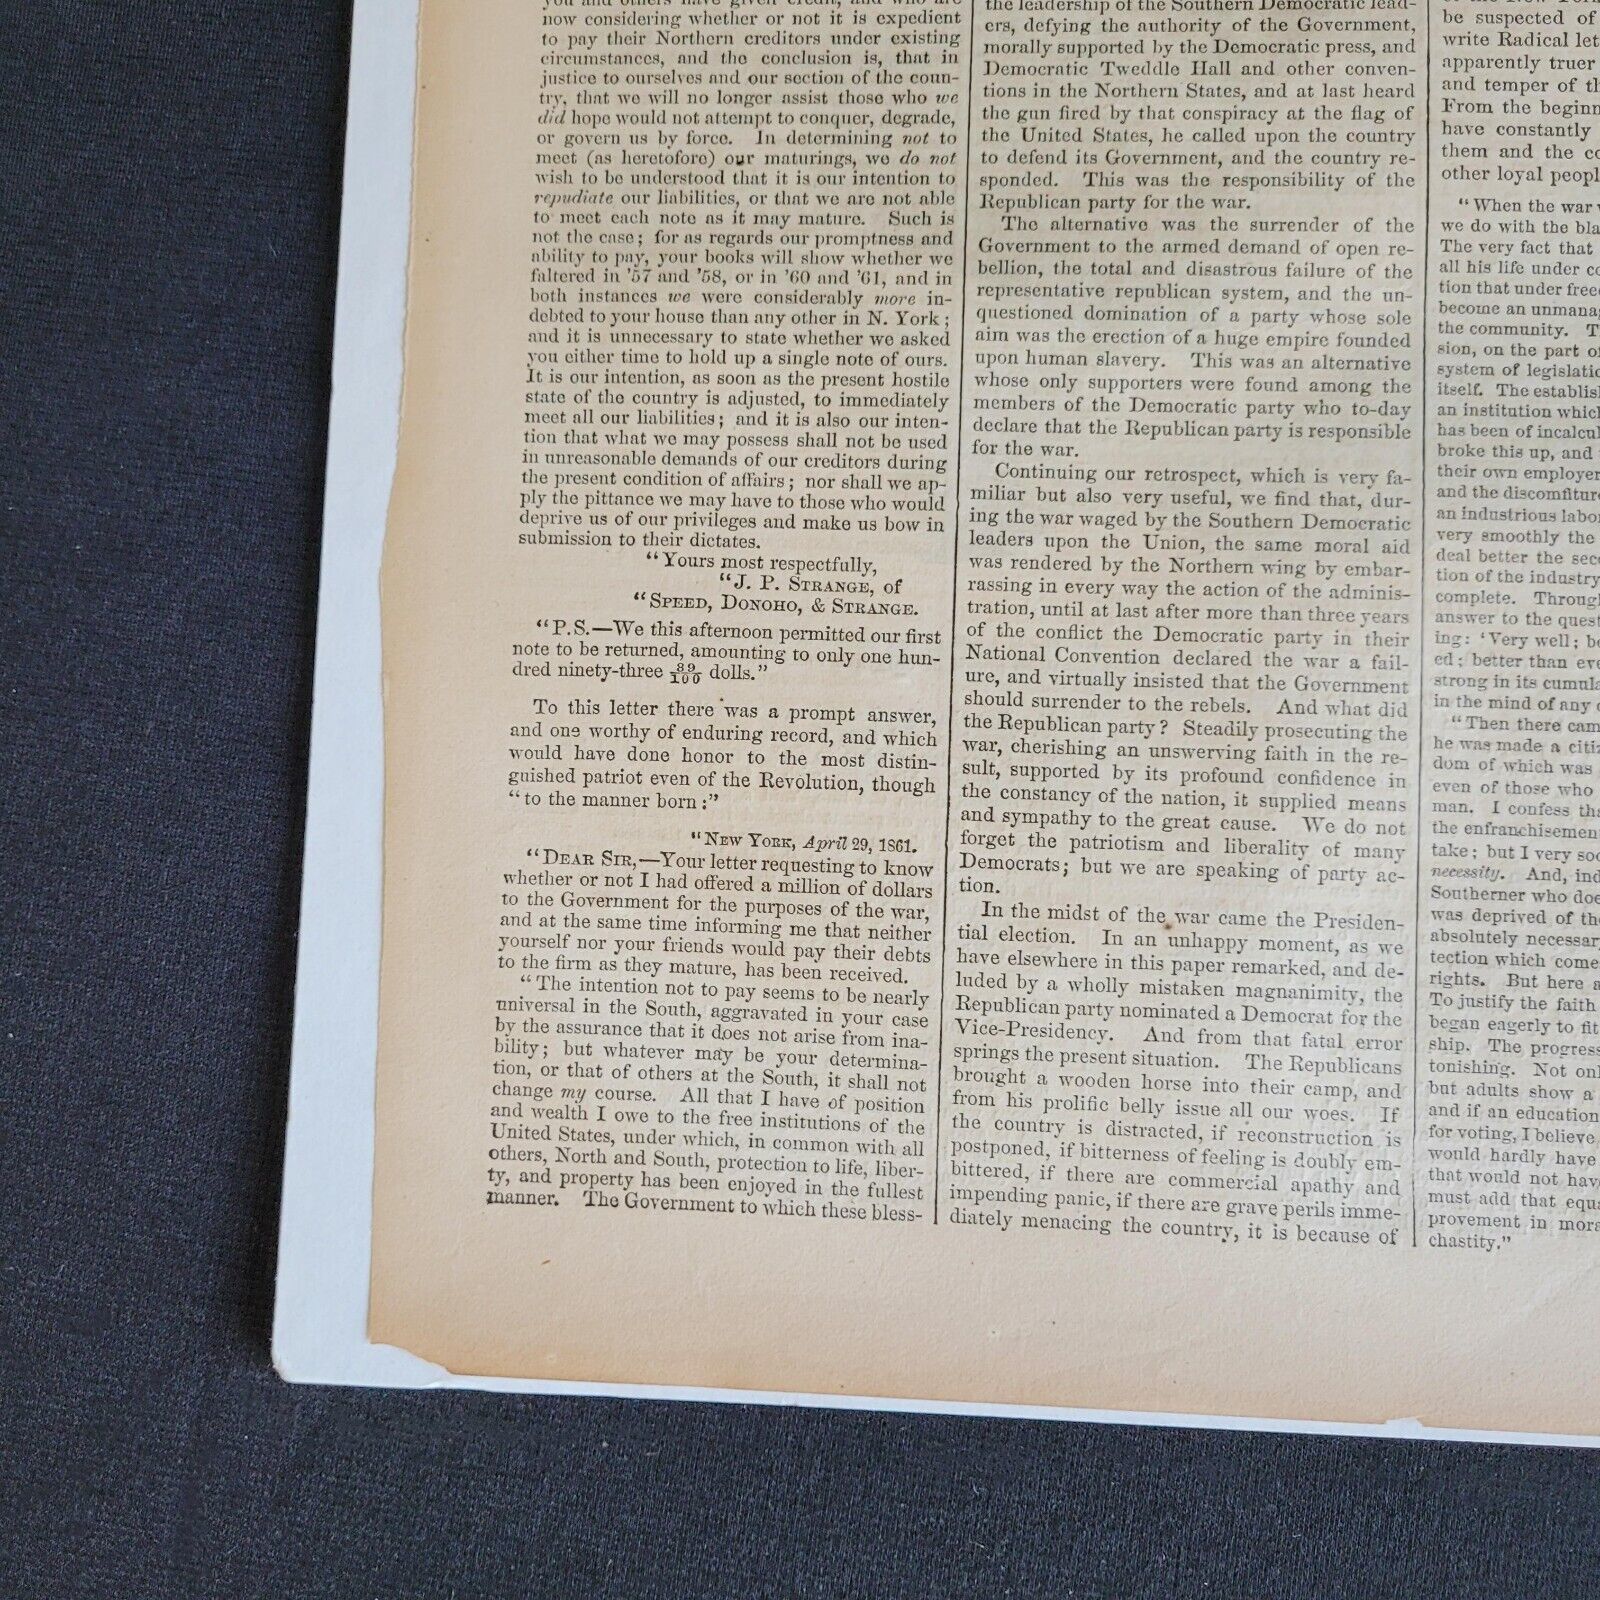 you and others have given credit, and who are
now considering whether or not it is expedient
to pay their Northern creditors under existing
circumstances, and the conclusion is, that in
justice to ourselves and our section of the coun-
try, that we will no longer assist those who we
did hope would not attempt to conquer, degrade,
or govern us by force. In determining not to
meet (as heretofore) our maturings, we do not
wish to be understood that it is our intention to
repudiate our liabilities, or that we are not able
to meet each note as it may mature. Such is
not the case; for as regards our promptness and
ability to pay, your books will show whether we
faltered in '57 and '58, or in '60 and '61, and in
both instances we were considerably more in-
debted to your house than any other in N. York;
and it is unnecessary to state whether we asked
you either time to hold up a single note of ours.
It is our intention, as soon as the present hostile
state of the country is adjusted, to immediately
meet all our liabilities; and it is also our inten-
tion that what we may possess shall not be used
in unreasonable demands of our creditors during
the present condition of affairs; nor shall we ap-
ply the pittance we may have to those who would
deprive us of our privileges and make us bow in
submission to their dictates.
"Yours most respectfully,
"J. P. STRANGE, of
"SPEED, DONOHO, & STRANGE.
"P.S.—We this afternoon permitted our first
note to be returned, amounting to only one hun-
dred ninety-three 89/100 dolls."
To this letter there was a prompt answer,
and one worthy of enduring record, and which
would have done honor to the most distin-
guished patriot even of the Revolution, though
"to the manner born:"
"NEW YORK, April 29, 1861.
"DEAR SIR,—Your letter requesting to know
whether or not I had offered a million of dollars
to the Government for the purposes of the war,
and at the same time informing me that neither
yourself nor your friends would pay their debts
to the firm as they mature, has been received.
"The intention not to pay seems to be nearly
universal in the South, aggravated in your case
by the assurance that it does not arise from ina-
bility; but whatever may be your determina-
tion, or that of others at the South, it shall not
change my course. All that I have of position
and wealth I owe to the free institutions of the
United States, under which, in common with all
others, North and South, protection to life, liber-
ty, and property has been enjoyed in the fullest
manner. The Government to which these bless-
the leadership of the Southern Democratic lead-
ers, defying the authority of the Government,
morally supported by the Democratic press, and
Democratic Tweddle Hall and other conven-
tions in the Northern States, and at last heard
the gun fired by that conspiracy at the flag of
the United States, he called upon the country
to defend its Government, and the country re-
sponded. This was the responsibility of the
Republican party for the war.
The alternative was the surrender of the
Government to the armed demand of open re-
bellion, the total and disastrous failure of the
representative republican system, and the un-
questioned domination of a party whose sole
aim was the erection of a huge empire founded
upon human slavery. This was an alternative
whose only supporters were found among the
members of the Democratic party who to-day
declare that the Republican party is responsible
for the war.
Continuing our retrospect, which is very fa-
miliar but also very useful, we find that, dur-
ing the war waged by the Southern Democratic
leaders upon the Union, the same moral aid
was rendered by the Northern wing by embar-
rassing in every way the action of the adminis-
tration, until at last after more than three years
of the conflict the Democratic party in their
National Convention declared the war a fail-
ure, and virtually insisted that the Government
should surrender to the rebels. And what did
the Republican party? Steadily prosecuting the
war, cherishing an unswerving faith in the re-
sult, supported by its profound confidence in
the constancy of the nation, it supplied means
and sympathy to the great cause. We do not
forget the patriotism and liberality of many
Democrats; but we are speaking of party ac-
tion.
In the midst of the war came the Presiden-
tial election. In an unhappy moment, as we
have elsewhere in this paper remarked, and de-
luded by a wholly mistaken magnanimity, the
Republican party nominated a Democrat for the
Vice-Presidency. And from that fatal error
springs the present situation. The Republicans
brought a wooden horse into their camp, and
from his prolific belly issue all our woes. If
the country is distracted, if reconstruction is
postponed, if bitterness of feeling is doubly em-
bittered, if there are commercial apathy and
impending panic, if there are grave perils imme-
diately menacing the country, it is because of
be suspected of
write Radical let
apparently truer
and temper of th
From the beginn
have constantly
them and the co
other loyal peopl
"When the war
we do with the bla
The very fact that
all his life under co
tion that under free
become an unmanag
the community. T
sion, on the part of
system of legislatio
itself. The establis
an institution which
has been of incalcul
broke this up, and
their own employer
and the discomfiture
an industrious labor
very smoothly the
deal better the seco
tion of the industry
complete. Through
answer to the quest
ing: 'Very well; be
ed; better than eve
strong in its cumula
in the mind of any
"Then there cam
he was made a citiz
dom of which was
even of those who
man. I confess tha
the enfranchisemen
take; but I very soo
necessity. And, ind
Southerner who doe
was deprived of the
absolutely necessary
tection which come
rights. But here a
To justify the faith
began eagerly to fit
ship. The progress
tonishing. Not onl
but adults show a
and if an education
for voting, I believe
would hardly have
that would not hav
must add that equa
provement in mora
chastity."